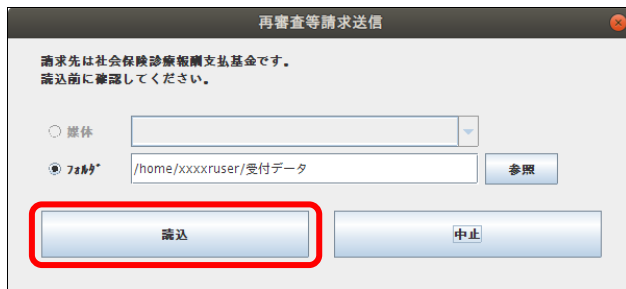 再審査等請求送信
請求先は社会保険診療報酬支払基金です。
読込前に確認してください。
媒体
ﾌｫﾙﾀﾞ
/home/xxxxruser/受付データ
参照
読込
中止